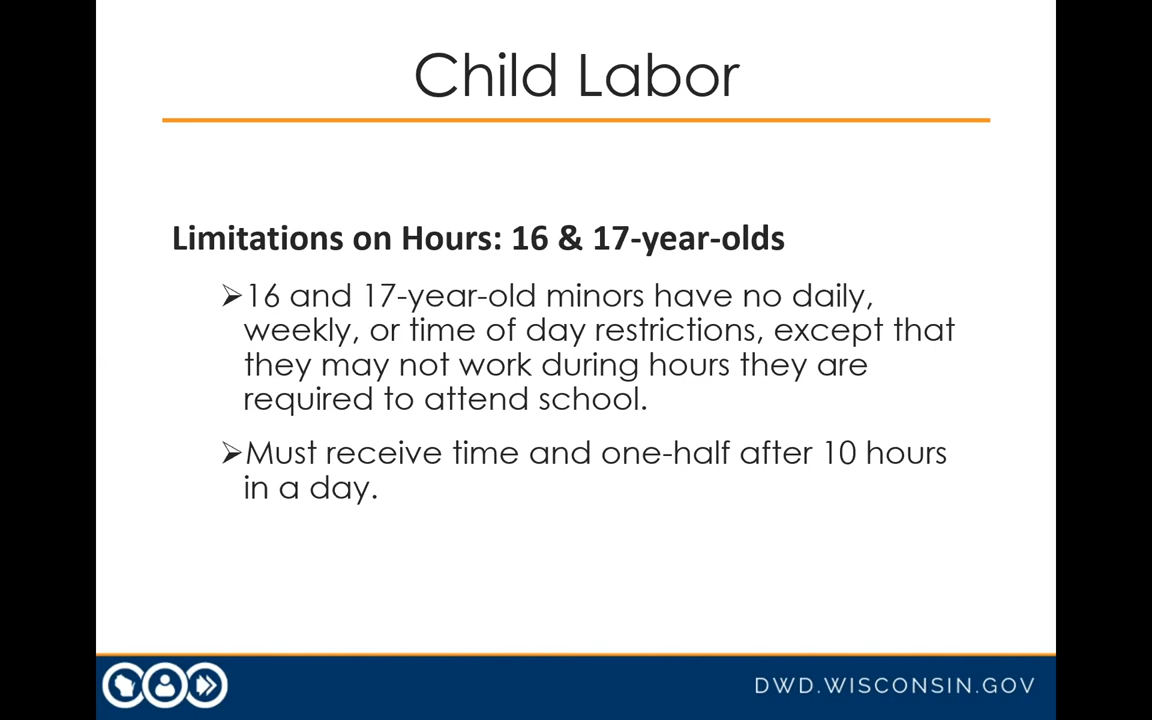 Child Labor
Limitations on Hours: 16 & 17-year-olds
➢16 and 17-year-old minors have no daily,
weekly, or time of day restrictions, except that
they may not work during hours they are
required to attend school.
➢Must receive time and one-half after 10 hours
in a day.
DWD.WISCONSIN.GOV